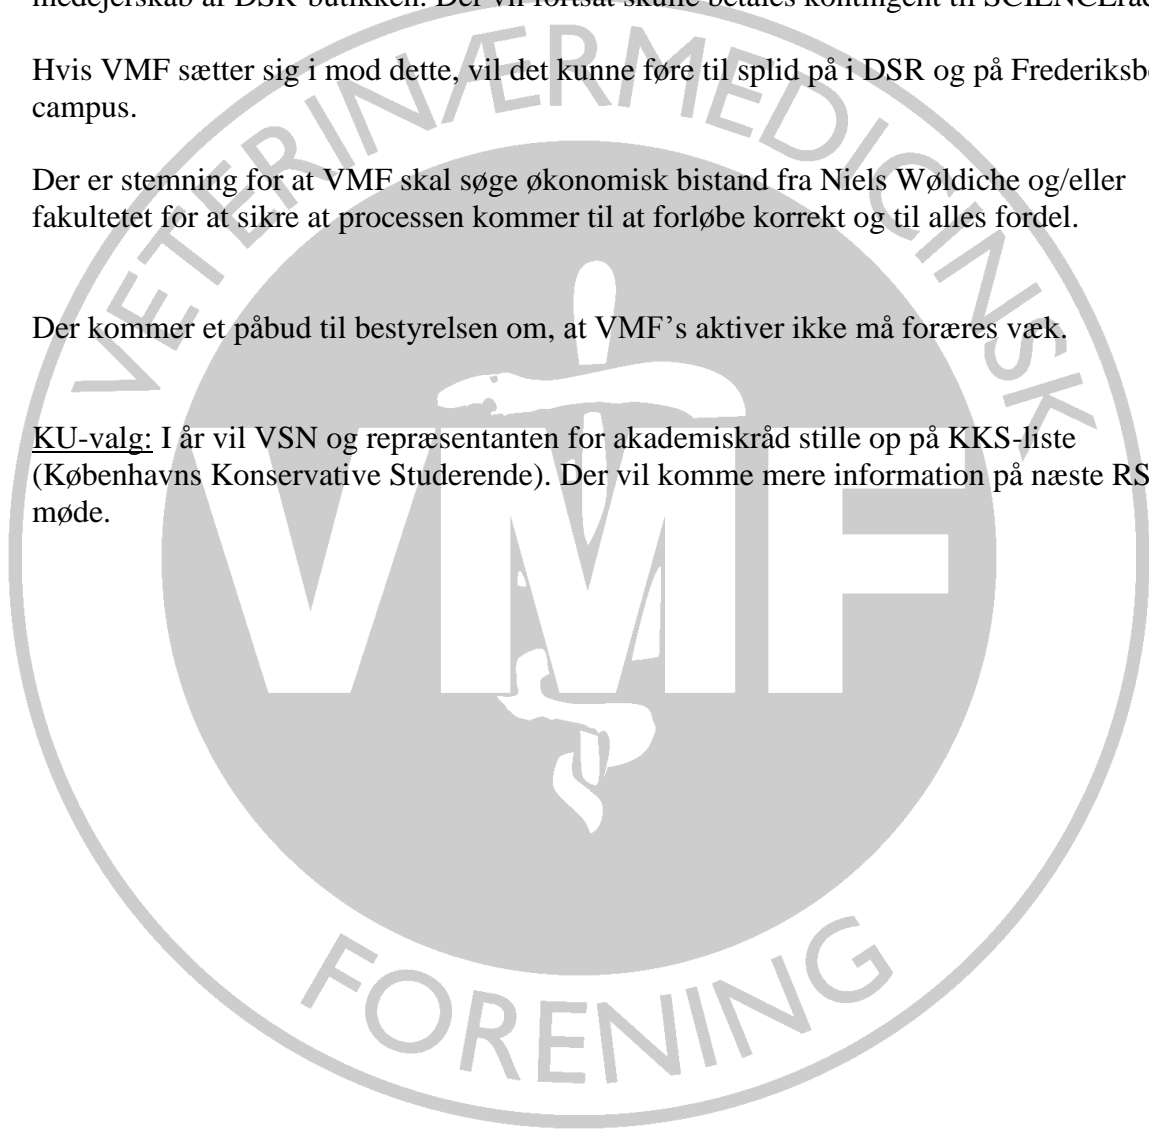 medejerskab af DSR-butikken. Der vil fortsat skulle betales kontingent til
Hvis VMF sætter sig i mod dette, vil det kunne føre til splid på i DSR og på
campus.
Der er stemning for at VMF skal søge økonomisk bistand fra Niels Wøldiche og/eller
fakultetet for at sikre at processen kommer til at forløbe korrekt og til alles fordel.
Der kommer et påbud til bestyrelsen om, at VMF’s aktiver ikke må foræres væk.
KU-valg: I år vil VSN og repræsentanten for akademiskråd stille op på KKS-liste
(Københavns Konservative Studerende). Der vil komme mere information på næste RS
møde.
VETERINÆRMEDICINSK
VMF
FORENING